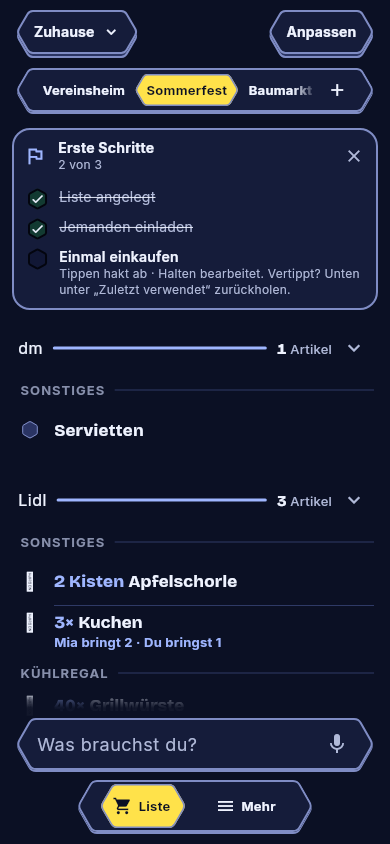 Zuhause
Anpassen
Vereinsheim Sommerfest Baumarkt +
Erste Schritte
2 von 3
Liste angelegt
Jemanden einladen
Einmal einkaufen
Tippen hakt ab · Halten bearbeitet. Vertippt? Unten
unter „Zuletzt verwendet“ zurückholen.
dm 1 Artikel
SONSTIGES
Servietten
Lidl 3 Artikel
SONSTIGES
2 Kisten Apfelschorle
3× Kuchen
Mia bringt 2 · Du bringst 1
KÜHLREGAL
40× Grillwürste
Was brauchst du?
Liste Mehr